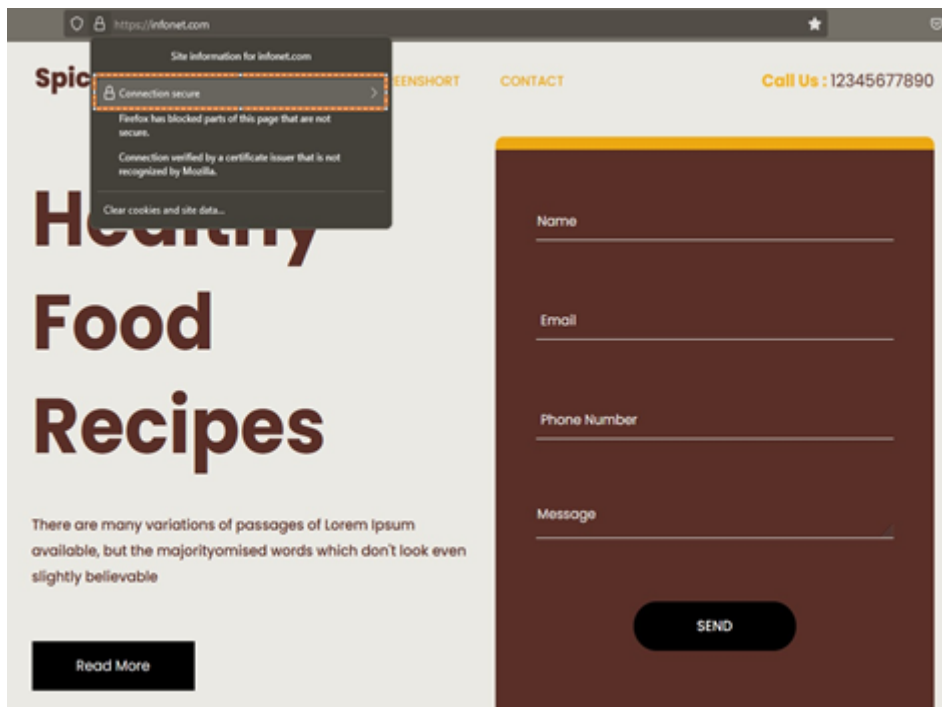 https://infonet.com
Site information for infonet.com
Spic
Connection secure
EENSHORT
CONTACT
Call Us : 12345677890
Firefox has blocked parts of this page that are not
secure.
Connection verified by a certificate issuer that is not
recognized by Mozilla.
Clear cookies and site data...
Healthy
Food
Recipes
There are many variations of passages of Lorem Ipsum
available, but the majorityomised words which don't look even
slightly believable
Read More
Name
Email
Phone Number
Message
SEND